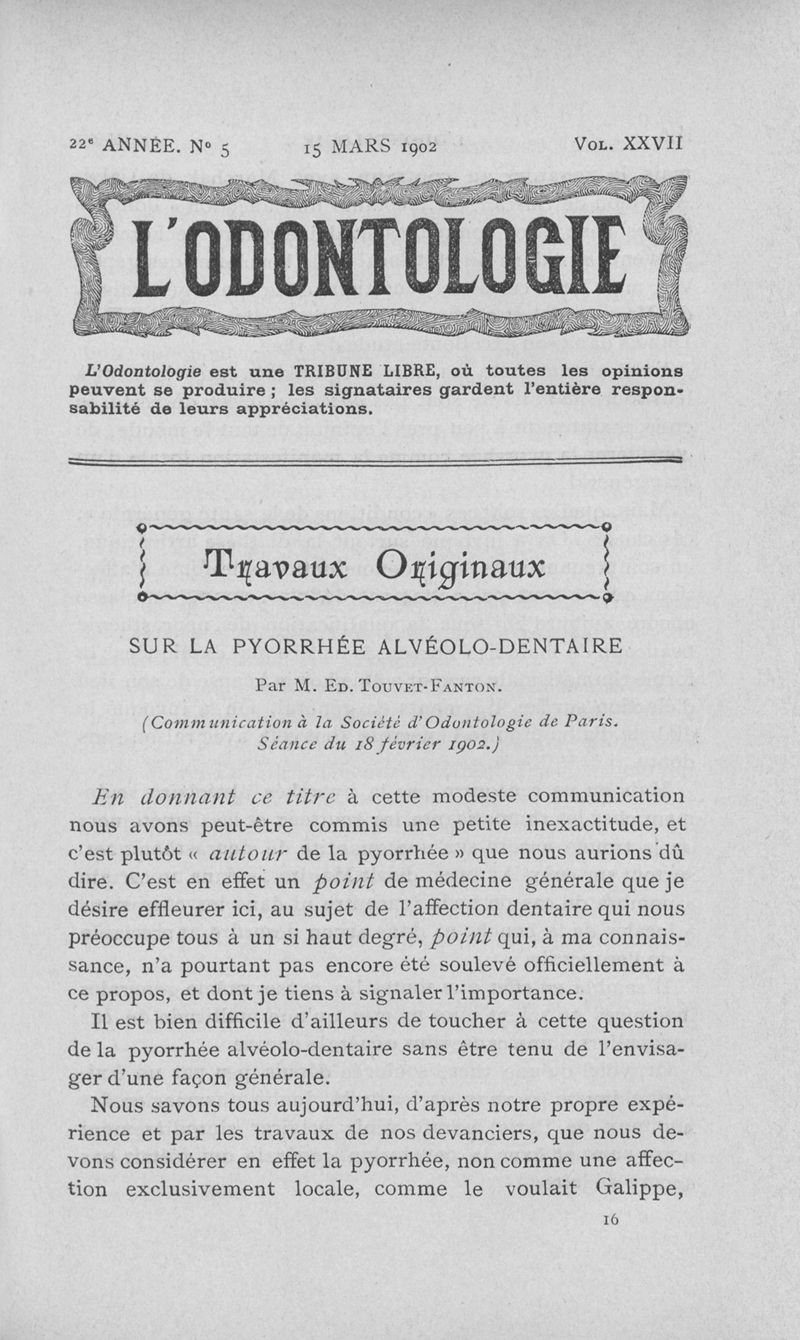 22e ANNÉE. No 5 15 MARS 1902 VOL. XXVII
L'ODONTOLOGIE
L'Odontologie est une TRIBUNE LIBRE, où toutes les opinions
peuvent se produire ; les signataires gardent l'entière respon-
sabilité de leurs appréciations.
Travaux Originaux
SUR LA PYORRHÉE ALVÉOLO-DENTAIRE
Par M. ED. TOUVET-FANTON.
(Communication à la Société d'Odontologie de Paris.
Séance du 18 février 1902.)
En donnant ce titre à cette modeste communication
nous avons peut-être commis une petite inexactitude, et
c'est plutôt « autour de la pyorrhée » que nous aurions dû
dire. C'est en effet un point de médecine générale que je
désire effleurer ici, au sujet de l'affection dentaire qui nous
préoccupe tous à un si haut degré, point qui, à ma connais-
sance, n'a pourtant pas encore été soulevé officiellement à
ce propos, et dont je tiens à signaler l'importance.
Il est bien difficile d'ailleurs de toucher à cette question
de la pyorrhée alvéolo-dentaire sans être tenu de l'envisa-
ger d'une façon générale.
Nous savons tous aujourd'hui, d'après notre propre expé-
rience et par les travaux de nos devanciers, que nous de-
vons considérer en effet la pyorrhée, non comme une affec-
tion exclusivement locale, comme le voulait Galippe,
16